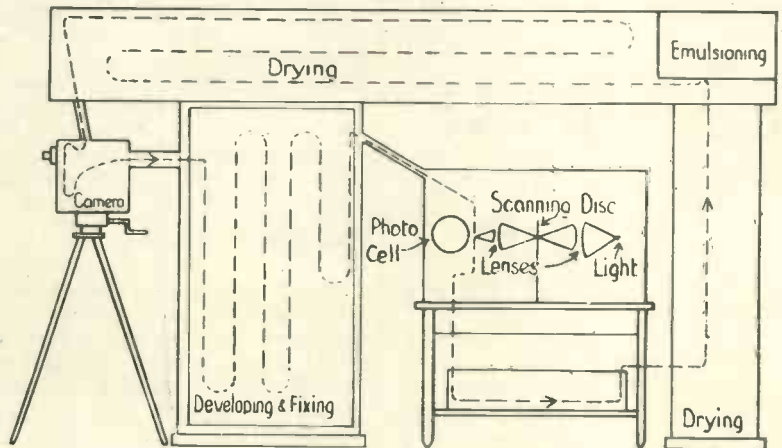 Emulsioning
Drying
Camera
Photo
Cell
Scanning Disc
Lenses
Light
Developing & Fixing
Drying